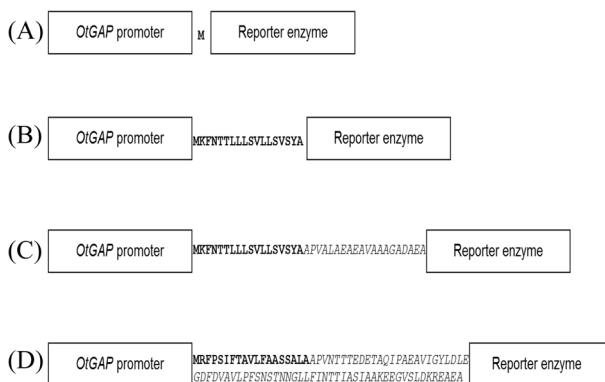 (A) OtGAP promoter M Reporter enzyme
(B) OtGAP promoter MKFNTTLLLSVLLSVSYA Reporter enzyme
(C) OtGAP promoter MKFNTTLLLSVLLSVSYAAPVALAEAEAVAAAGADAEA Reporter enzyme
(D) OtGAP promoter MRFPSIFTAVLFAASSALAAPVNTTTEDETAQIPAEAVIGYLDLE Reporter enzyme
GDFDVAVLPFSNSTNNGLLFINTTIASIAAKEEGVSLDKREAEA